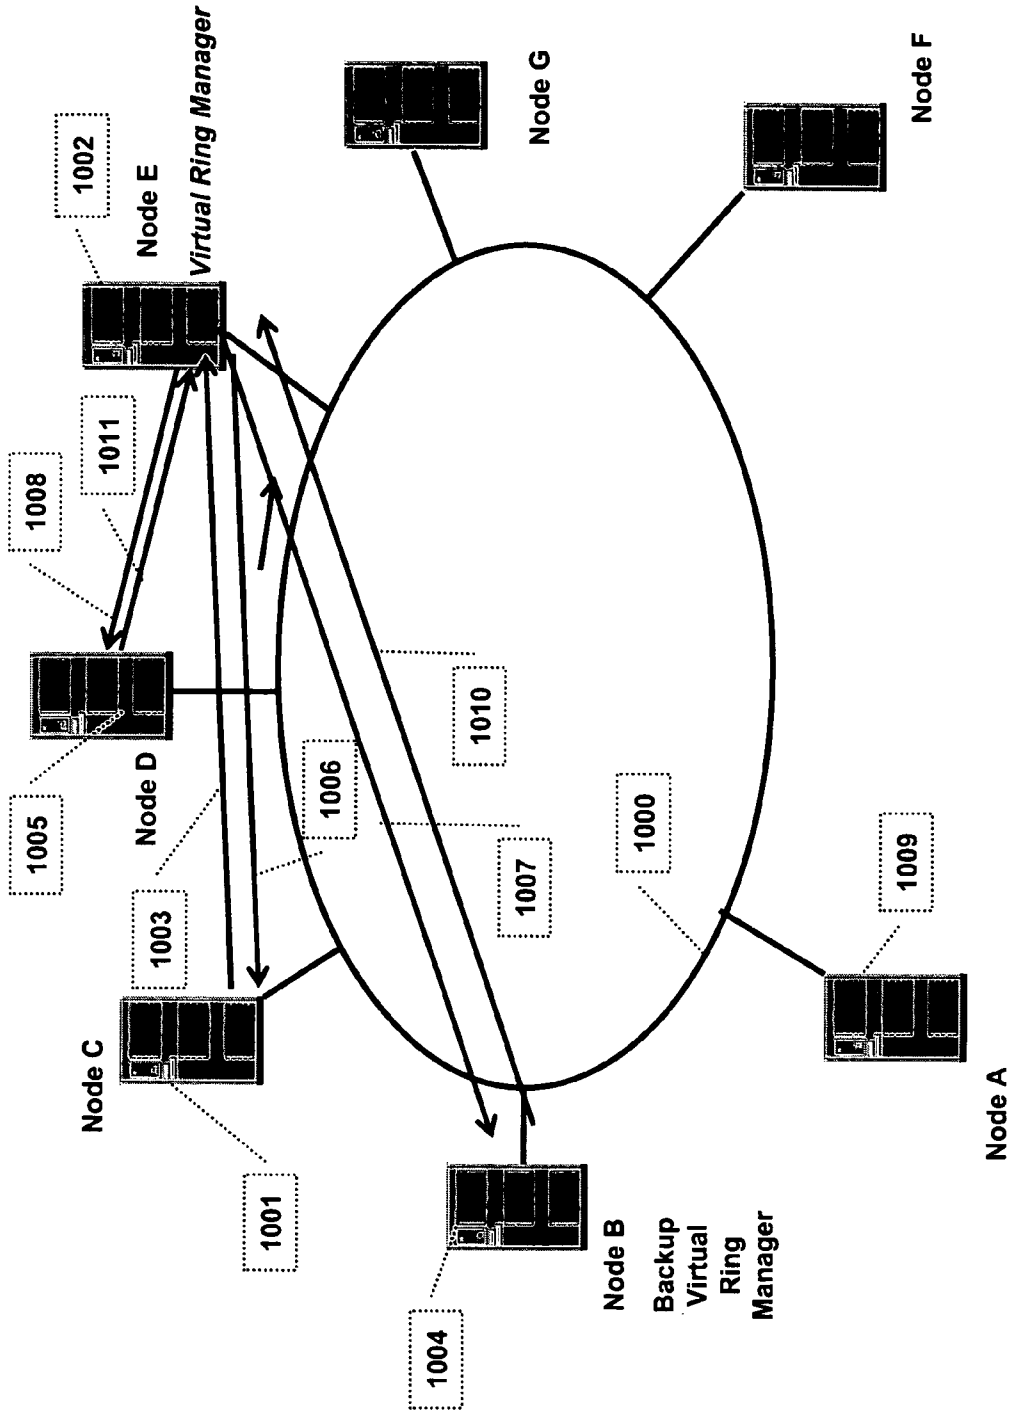 1008
1005
1002
Node C
1011
Node D
Node E
1003
Virtual Ring Manager
1001
1006
1004
1010
1007
Node G
Node B
1000
Backup
Virtual
Ring
Manager
1009
Node F
Node A